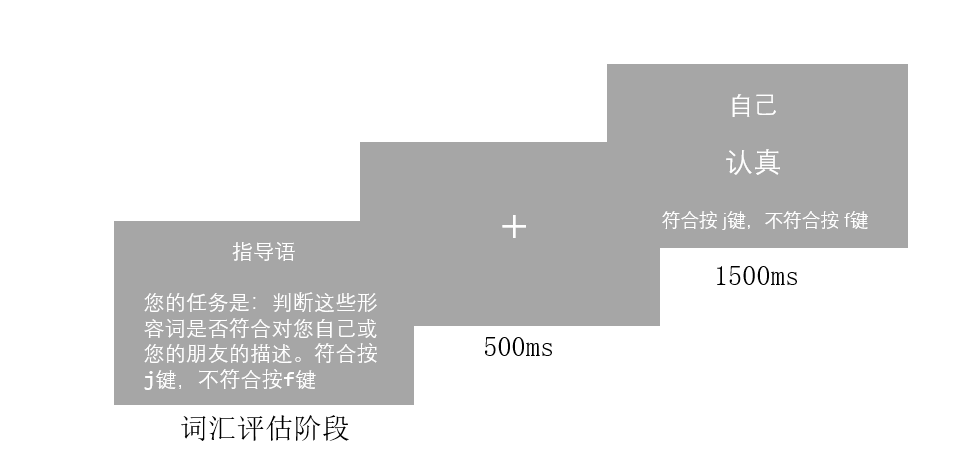 指导语
您的任务是：判断这些形
容词是否符合对您自己或
您的朋友的描述。符合按
j键，不符合按f键
词汇评估阶段
+
500ms
自己
认真
符合按 j键，不符合按 f键
1500ms